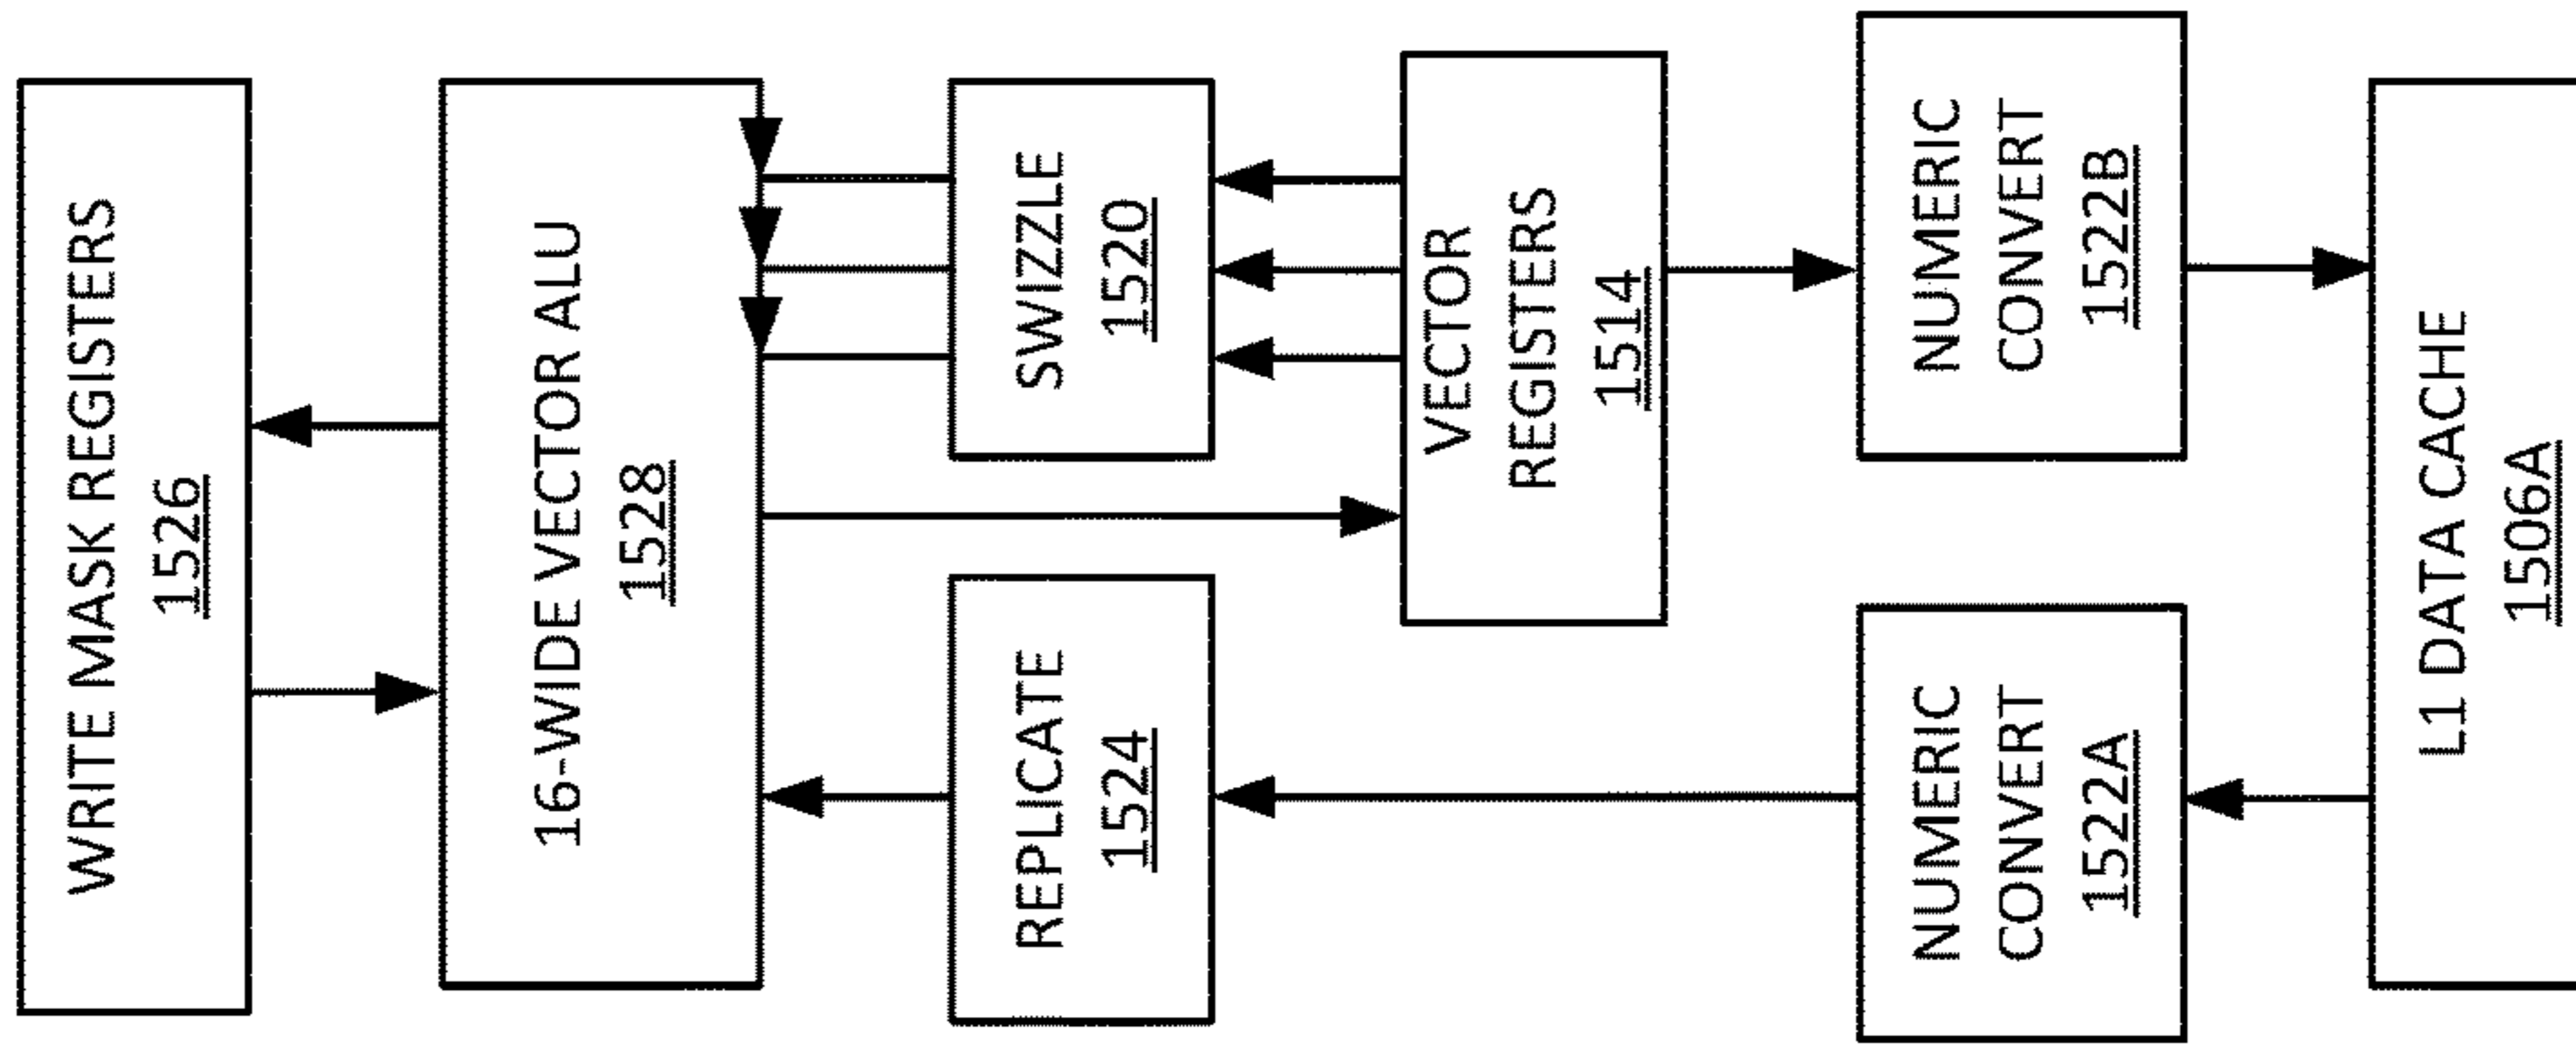 WRITE MASK REGISTERS
1526
16-WIDE VECTOR ALU
1528
REPLICATE
1524
SWIZZLE
1520
VECTOR
REGISTERS
1514
NUMERIC
CONVERT
1522A
NUMERIC
CONVERT
1522B
L1 DATA CACHE
1506A